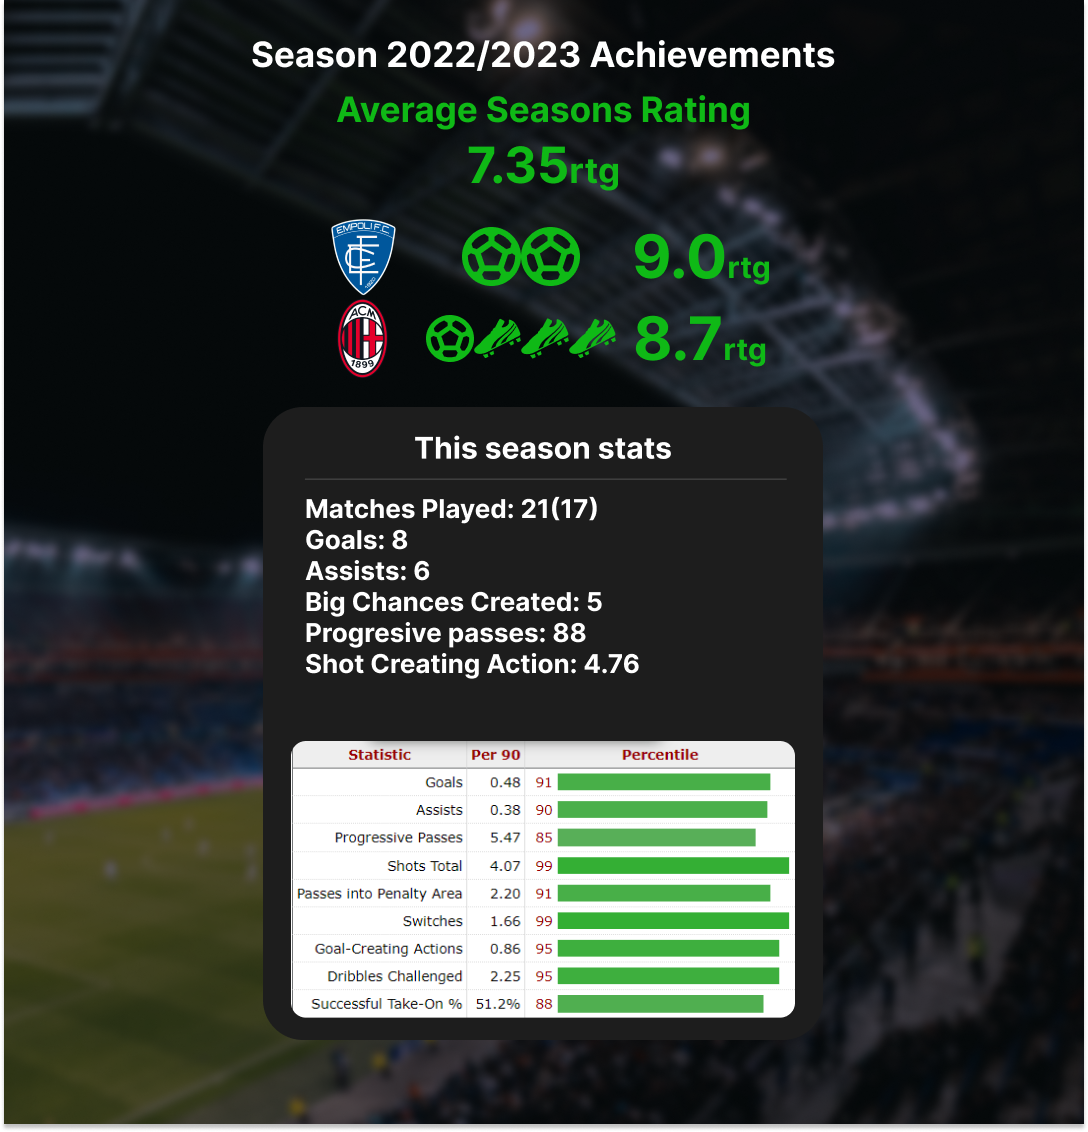 Season 2022/2023 Achievements
Average Seasons Rating
7.35rtg
EMPOLI F.C.
1920
9.0rtg
ACM
1899
8.7rtg
This season stats
Matches Played: 21(17)
Goals: 8
Assists: 6
Big Chances Created: 5
Progresive passes: 88
Shot Creating Action: 4.76
Statistic Per 90 Percentile
Goals 0.48 91
Assists 0.38 90
Progressive Passes 5.47 85
Shots Total 4.07 99
Passes into Penalty Area 2.20 91
Switches 1.66 99
Goal-Creating Actions 0.86 95
Dribbles Challenged 2.25 95
Successful Take-On % 51.2% 88